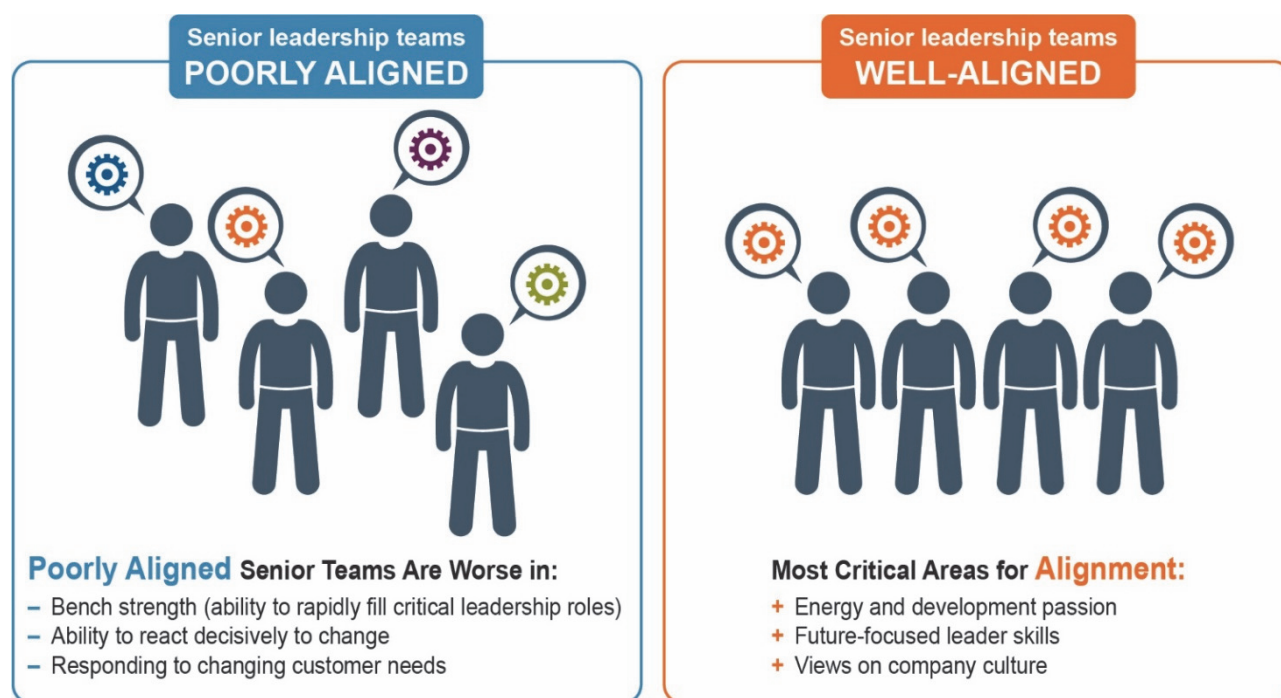 Senior leadership teams
POORLY ALIGNED
Poorly Aligned Senior Teams Are Worse in:
– Bench strength (ability to rapidly fill critical leadership roles)
– Ability to react decisively to change
– Responding to changing customer needs
Senior leadership teams
WELL-ALIGNED
Most Critical Areas for Alignment:
+ Energy and development passion
+ Future-focused leader skills
+ Views on company culture